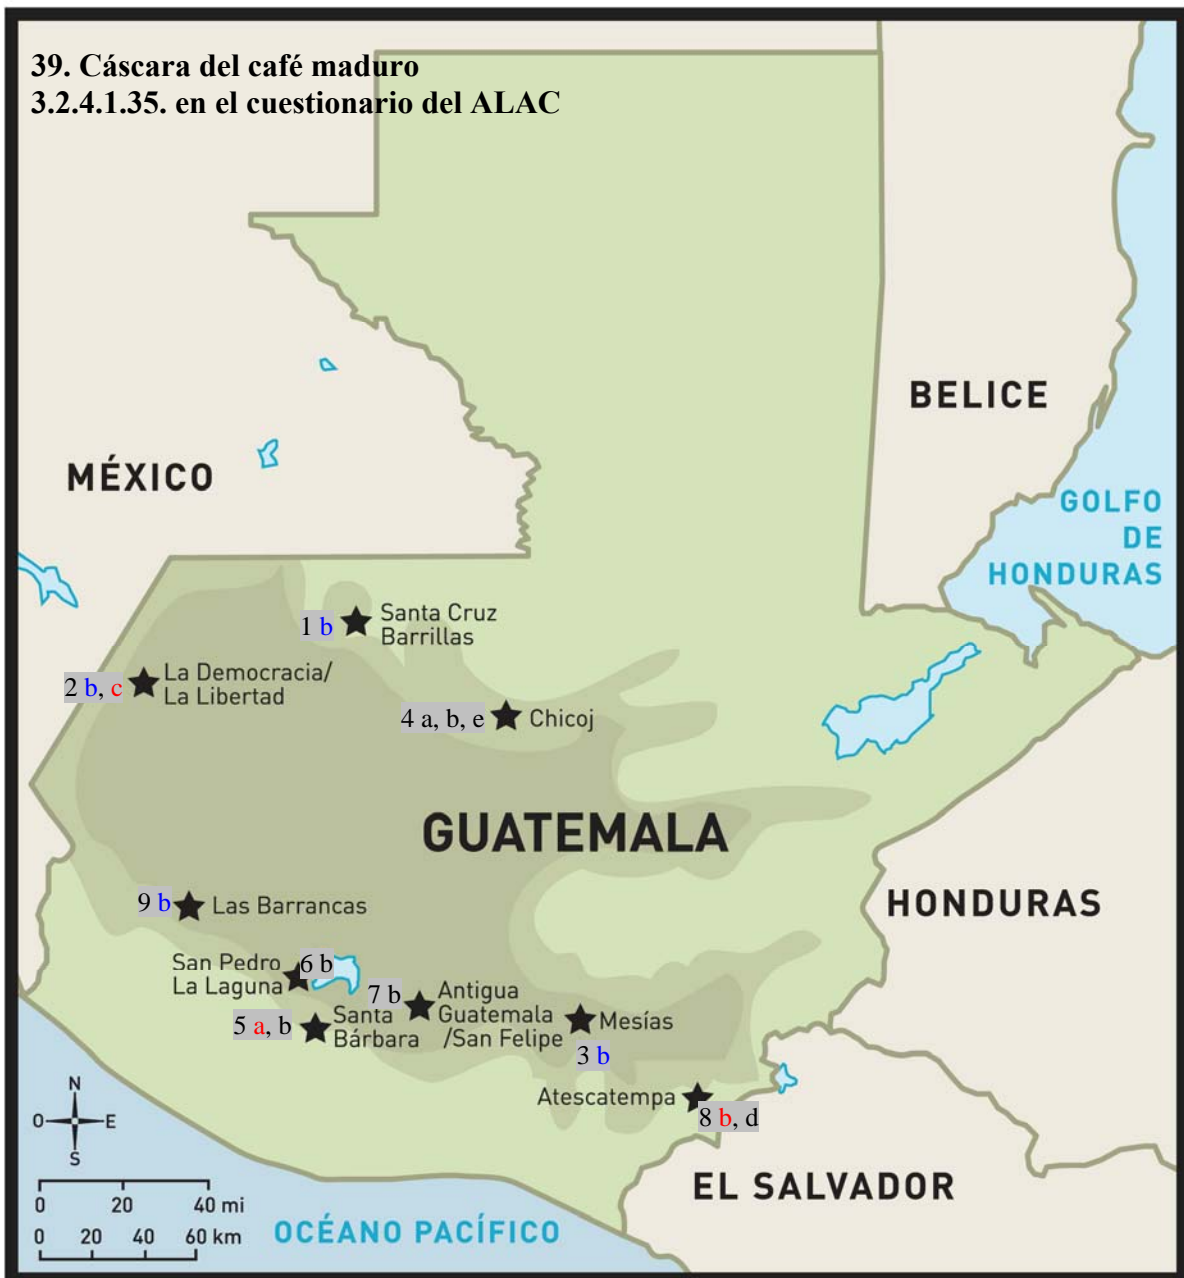 39. Cáscara del café maduro
3.2.4.1.35. en el cuestionario del ALAC
BELICE
MÉXICO
GOLFO
DE
HONDURAS
1 b
Santa Cruz
Barrillas
2 b, c
La Democracia/
La Libertad
4 a, b, e
Chicoj
GUATEMALA
HONDURAS
9 b
Las Barrancas
San Pedro
La Laguna
6 b
7 b
Antigua
Guatemala
/San Felipe
5 a, b
Santa
Bárbara
Mesías
3 b
Atescatempa
8 b, d
N
O
E
S
EL SALVADOR
0 20 40 mi
0 20 40 60 km
OCÉANO PACÍFICO